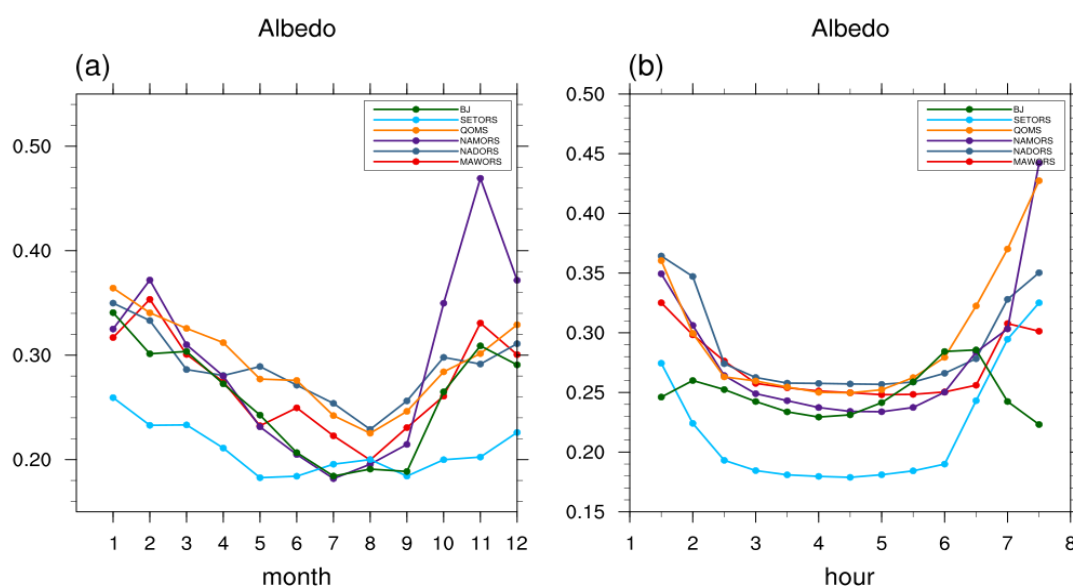 Albedo
(a)
BJ
SETORS
QOMS
NAMORS
NADORS
MAWORS
0.50
0.40
0.30
0.20
1 2 3 4 5 6 7 8 9 10 11 12
month
Albedo
(b)
BJ
SETORS
QOMS
NAMORS
NADORS
MAWORS
0.50
0.45
0.40
0.35
0.30
0.25
0.20
0.15
1 2 3 4 5 6 7 8
hour